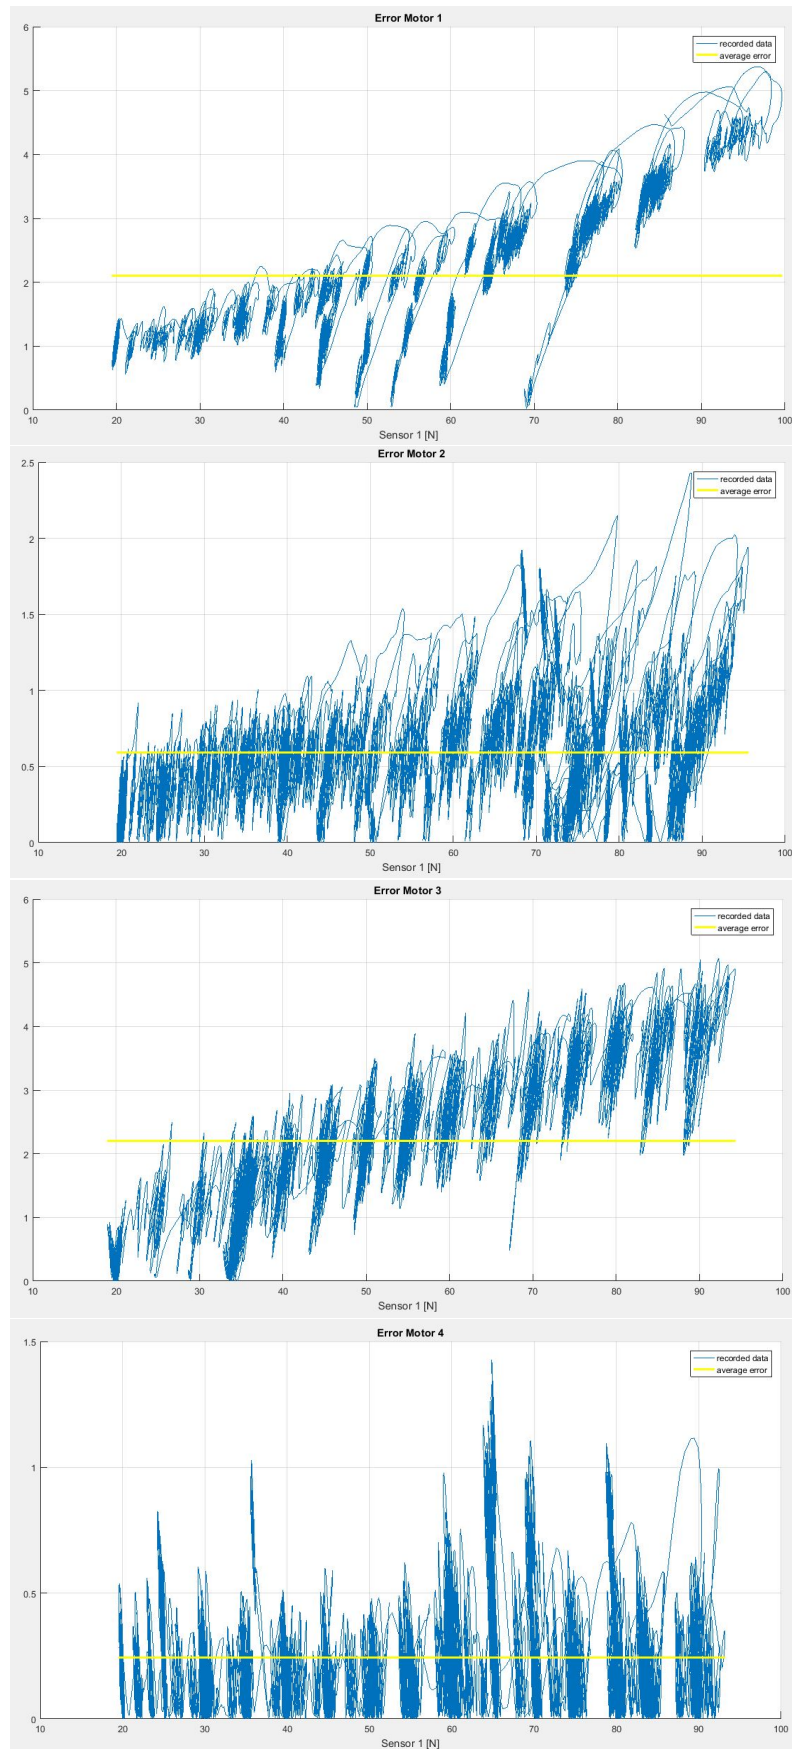 Error Motor 1
6
recorded data
average error
5
4
3
2
1
0
10 20 30 40 50 60 70 80 90 100
Sensor 1 [N]
Error Motor 2
2.5
recorded data
average error
2
1.5
1
0.5
0
10 20 30 40 50 60 70 80 90 100
Sensor 1 [N]
Error Motor 3
6
recorded data
average error
5
4
3
2
1
0
10 20 30 40 50 60 70 80 90 100
Sensor 1 [N]
Error Motor 4
1.5
recorded data
average error
1
0.5
0
10 20 30 40 50 60 70 80 90 100
Sensor 1 [N]